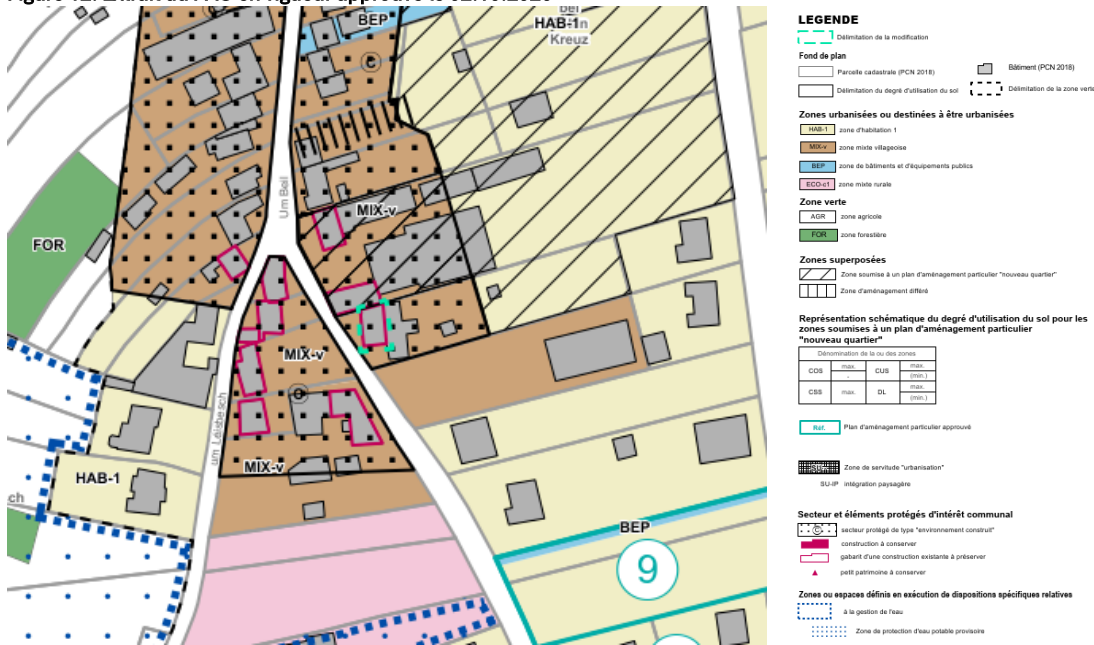 BEP
HAB-1
Kreuz
C
Um Beil
MIX-v
FOR
MIX-v
um Leisbesch
MIX-v
HAB-1
ch
BEP
9
LEGENDE
Délimitation de la modification
Fond de plan
Parcelle cadastrale (PCN 2018)
Bâtiment (PCN 2018)
Délimitation du degré d'utilisation du sol
Délimitation de la zone verte
Zones urbanisées ou destinées à être urbanisées
HAB-1 zone d'habitation 1
MIX-v zone mixte villageoise
BEP zone de bâtiments et d'équipements publics
ECO-c1 zone mixte rurale
Zone verte
AGR zone agricole
FOR zone forestière
Zones superposées
Zone soumise à un plan d'aménagement particulier "nouveau quartier"
Zone d'aménagement différé
Représentation schématique du degré d'utilisation du sol pour les
zones soumises à un plan d'aménagement particulier
"nouveau quartier"
Dénomination de la ou des zones
COS max. - CUS max. (min.)
CSS max. DL max. (min.)
Réf. Plan d'aménagement particulier approuvé
Zone de servitude "urbanisation"
SU-IP intégration paysagère
Secteur et éléments protégés d'intérêt communal
C secteur protégé de type "environnement construit"
construction à conserver
gabarit d'une construction existante à préserver
petit patrimoine à conserver
Zones ou espaces définis en exécution de dispositions spécifiques relatives
à la gestion de l'eau
Zone de protection d'eau potable provisoire